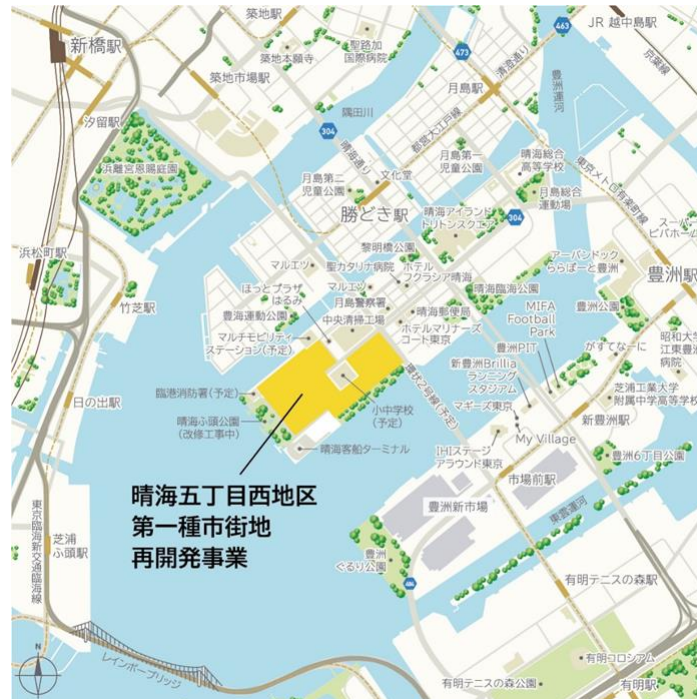 築地駅
新橋駅
築地本願寺
聖路加
国際病院
473
463
JR 越中島駅
京葉線
清澄通り
築地市場駅
月島駅
豊洲運河
汐留駅
隅田川
304
晴海通り
都営大江戸線
月島第一
児童公園
晴海総合
高等学校
東京メトロ有楽町線
浜離宮恩賜庭園
月島第二
児童公園
文化堂
月島総合
運動場
勝どき駅
晴海アイランド
トリトンスクエア
304
スーパー
ビバホーム
浜松町駅
黎明橋公園
アーバンドック
ららぽーと豊洲
マルエツ
聖カタリナ病院
ホテル
フクラシア晴海
豊洲駅
竹芝駅
ほっとプラザ
はるみ
マルエツ
月島警察署
晴海臨海公園
豊洲公園
MIFA
Football
Park
豊海運動公園
中央清掃工場
晴海郵便局
ホテルマリナーズ
コート東京
豊洲PIT
がすてなーに
昭和大学
江東豊洲
病院
マルチモビリティ
ステーション(予定)
環状2号線(予定)
新豊洲Brillia
ランニング
スタジアム
日の出駅
臨港消防署(予定)
小中学校
(予定)
マギーズ東京
芝浦工業大学
附属中学高等学校
晴海ふ頭公園
(改修工事中)
新豊洲駅
My Village
晴海客船ターミナル
IHIステージ
アラウンド東京
豊洲6丁目公園
市場前駅
晴海五丁目西地区
第一種市街地
再開発事業
豊洲新市場
東雲運河
東京臨海新交通臨海線
芝浦
ふ頭駅
豊洲
ぐるり公園
484
有明テニスの森駅
N
レインボーブリッジ
有明コロシアム
有明テニスの森公園
有明駅